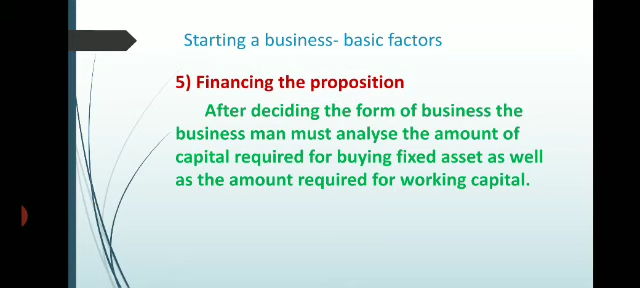 Starting a business- basic factors
5) Financing the proposition
After deciding the form of business the
business man must analyse the amount of
capital required for buying fixed asset as well
as the amount required for working capital.